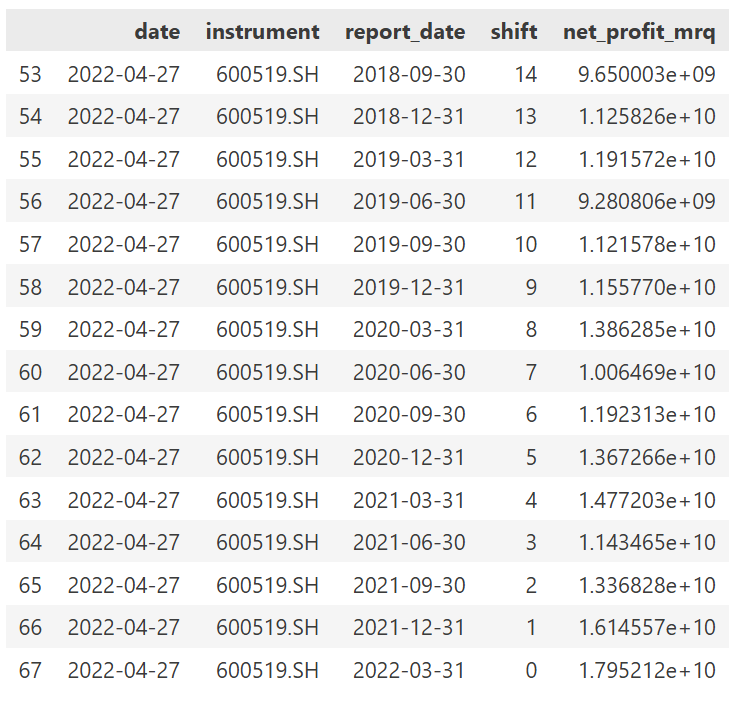 date instrument report_date shift net_profit_mrq
53 2022-04-27 600519.SH 2018-09-30 14 9.650003e+09
54 2022-04-27 600519.SH 2018-12-31 13 1.125826e+10
55 2022-04-27 600519.SH 2019-03-31 12 1.191572e+10
56 2022-04-27 600519.SH 2019-06-30 11 9.280806e+09
57 2022-04-27 600519.SH 2019-09-30 10 1.121578e+10
58 2022-04-27 600519.SH 2019-12-31 9 1.155770e+10
59 2022-04-27 600519.SH 2020-03-31 8 1.386285e+10
60 2022-04-27 600519.SH 2020-06-30 7 1.006469e+10
61 2022-04-27 600519.SH 2020-09-30 6 1.192313e+10
62 2022-04-27 600519.SH 2020-12-31 5 1.367266e+10
63 2022-04-27 600519.SH 2021-03-31 4 1.477203e+10
64 2022-04-27 600519.SH 2021-06-30 3 1.143465e+10
65 2022-04-27 600519.SH 2021-09-30 2 1.336828e+10
66 2022-04-27 600519.SH 2021-12-31 1 1.614557e+10
67 2022-04-27 600519.SH 2022-03-31 0 1.795212e+10